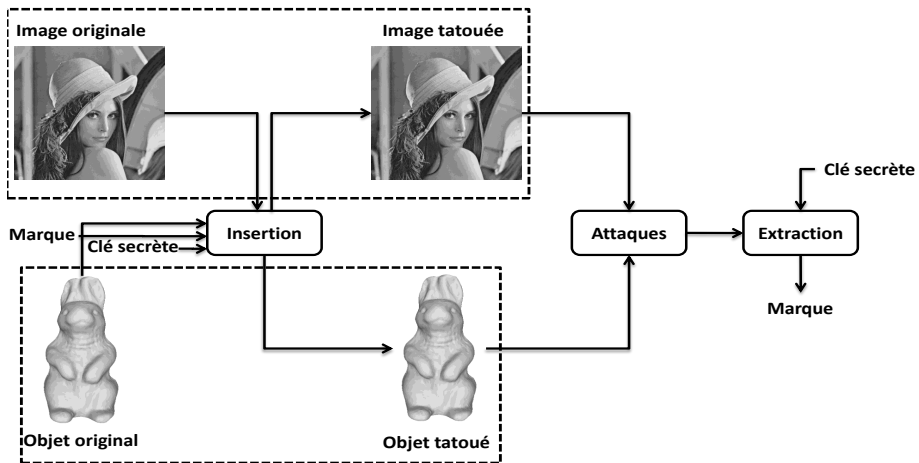 Image originale
Image tatouée
Clé secrète
Marque
Clé secrète
Insertion
Attaques
Extraction
Marque
Objet original
Objet tatoué